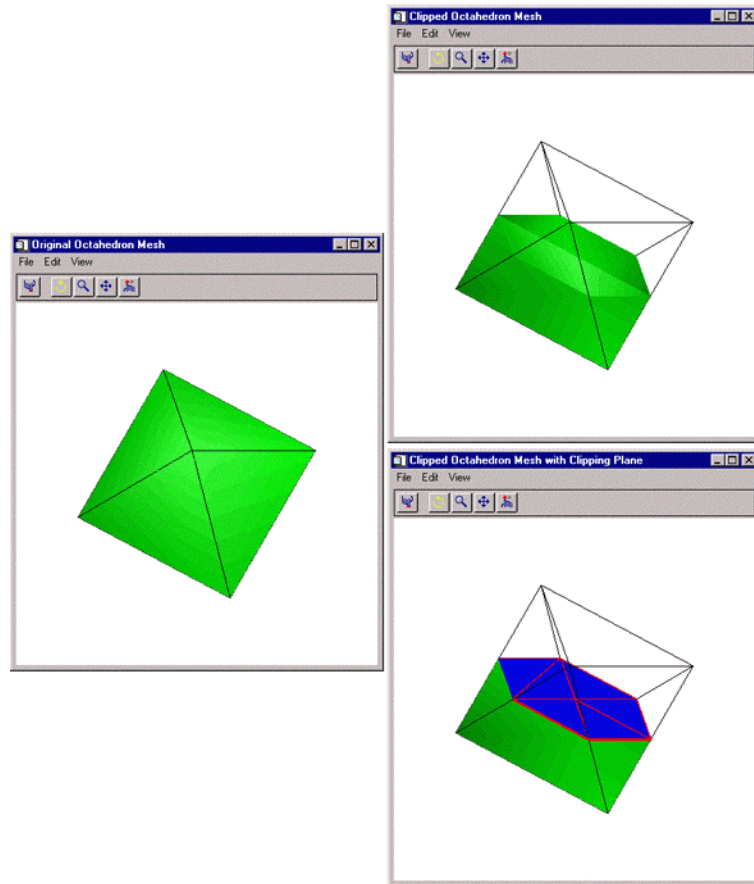 Clipped Octahedron Mesh
File Edit View
Original Octahedron Mesh
File Edit View
Clipped Octahedron Mesh with Clipping Plane
File Edit View